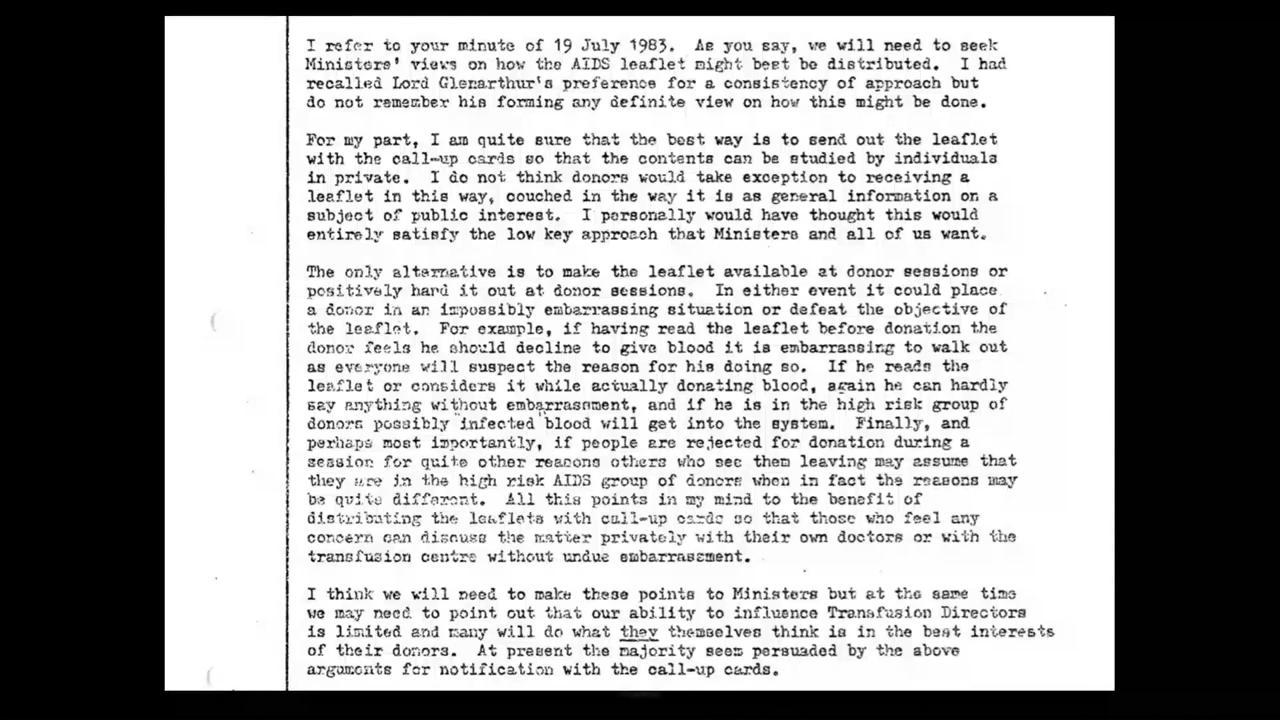 I refer to your minute of 19 July 1983. As you say, we will need to seek
Ministers' views on how the AIDS leaflet might best be distributed. I had
recalled Lord Glenarthur's preference for a consistency of approach but
do not remember his forming any definite view on how this might be done.
For my part, I am quite sure that the best way is to send out the leaflet
with the call-up cards so that the contents can be studied by individuals
in private. I do not think donors would take exception to receiving a
leaflet in this way, couched in the way it is as general information on a
subject of public interest. I personally would have thought this would
entirely satisfy the low key approach that Ministers and all of us want.
The only alternative is to make the leaflet available at donor sessions or
positively hard it out at donor sessions. In either event it could place
a donor in an impossibly embarrassing situation or defeat the objective of
the leaflet. For example, if having read the leaflet before donation the
donor feels he should decline to give blood it is embarrassing to walk out
as everyone will suspect the reason for his doing so. If he reads the
leaflet or considers it while actually donating blood, again he can hardly
say anything without embarrassment, and if he is in the high risk group of
donors possibly infected blood will get into the system. Finally, and
perhaps most importantly, if people are rejected for donation during a
session for quite other reasons others who see them leaving may assume that
they are in the high risk AIDS group of donors when in fact the reasons may
be quite different. All this points in my mind to the benefit of
distributing the leaflets with call-up cards so that those who feel any
concern can discuss the matter privately with their own doctors or with the
transfusion centre without undue embarrassment.
I think we will need to make these points to Ministers but at the same time
we may need to point out that our ability to influence Transfusion Directors
is limited and many will do what they themselves think is in the best interests
of their donors. At present the majority seem persuaded by the above
arguments for notification with the call-up cards.